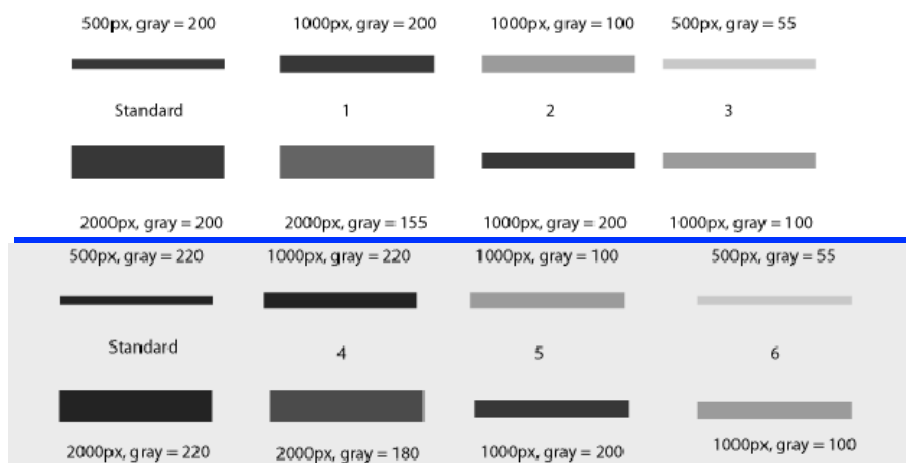 500px, gray = 200 1000px, gray = 200 1000px, gray = 100 500px, gray = 55
Standard 1 2 3
2000px, gray = 200 2000px, gray = 155 1000px, gray = 200 1000px, gray = 100
500px, gray = 220 1000px, gray = 220 1000px, gray = 100 500px, gray = 55
Standard 4 5 6
2000px, gray = 220 2000px, gray = 180 1000px, gray = 200 1000px, gray = 100